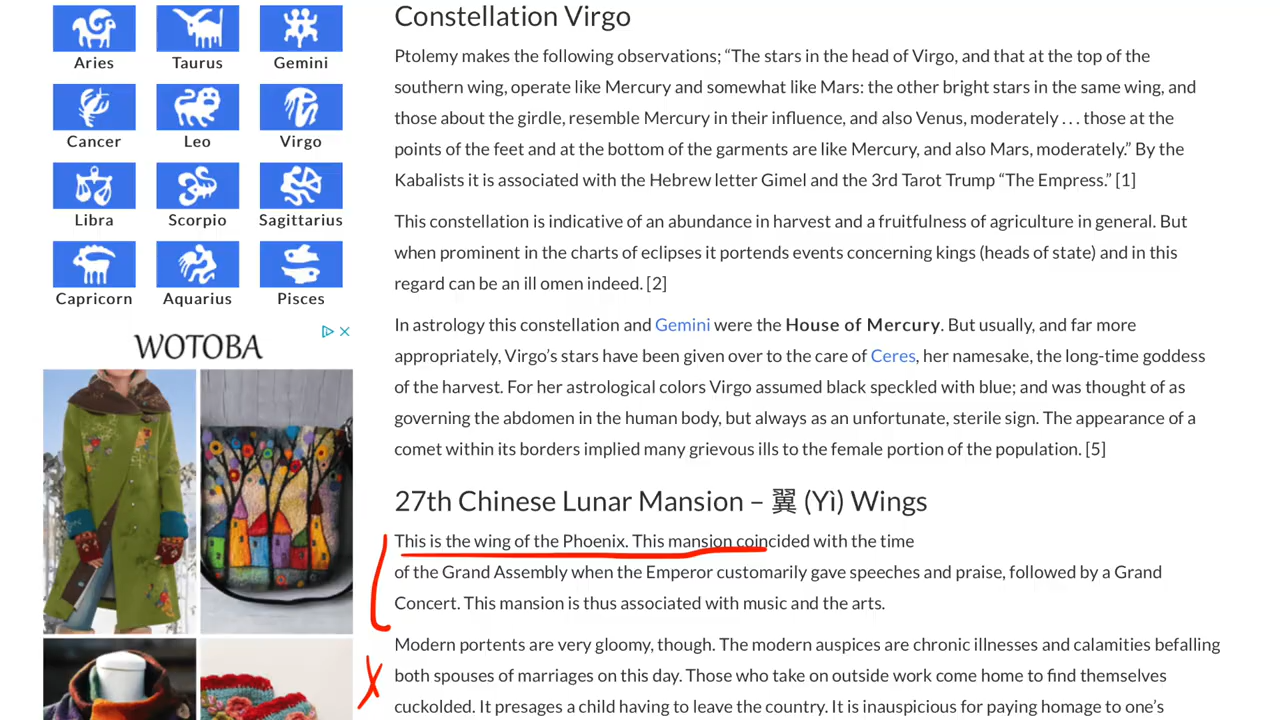 Aries
Taurus
Gemini
Cancer
Leo
Virgo
Libra
Scorpio
Sagittarius
Capricorn
Aquarius
Pisces
WOTOBA
Constellation Virgo
Ptolemy makes the following observations; “The stars in the head of Virgo, and that at the top of the
southern wing, operate like Mercury and somewhat like Mars: the other bright stars in the same wing, and
those about the girdle, resemble Mercury in their influence, and also Venus, moderately . . . those at the
points of the feet and at the bottom of the garments are like Mercury, and also Mars, moderately.” By the
Kabalists it is associated with the Hebrew letter Gimel and the 3rd Tarot Trump “The Empress.” [1]
This constellation is indicative of an abundance in harvest and a fruitfulness of agriculture in general. But
when prominent in the charts of eclipses it portends events concerning kings (heads of state) and in this
regard can be an ill omen indeed. [2]
In astrology this constellation and Gemini were the House of Mercury. But usually, and far more
appropriately, Virgo’s stars have been given over to the care of Ceres, her namesake, the long-time goddess
of the harvest. For her astrological colors Virgo assumed black speckled with blue; and was thought of as
governing the abdomen in the human body, but always as an unfortunate, sterile sign. The appearance of a
comet within its borders implied many grievous ills to the female portion of the population. [5]
27th Chinese Lunar Mansion – 翼 (Yì) Wings
This is the wing of the Phoenix. This mansion coincided with the time
of the Grand Assembly when the Emperor customarily gave speeches and praise, followed by a Grand
Concert. This mansion is thus associated with music and the arts.
Modern portents are very gloomy, though. The modern auspices are chronic illnesses and calamities befalling
both spouses of marriages on this day. Those who take on outside work come home to find themselves
cuckolded. It presages a child having to leave the country. It is inauspicious for paying homage to one’s